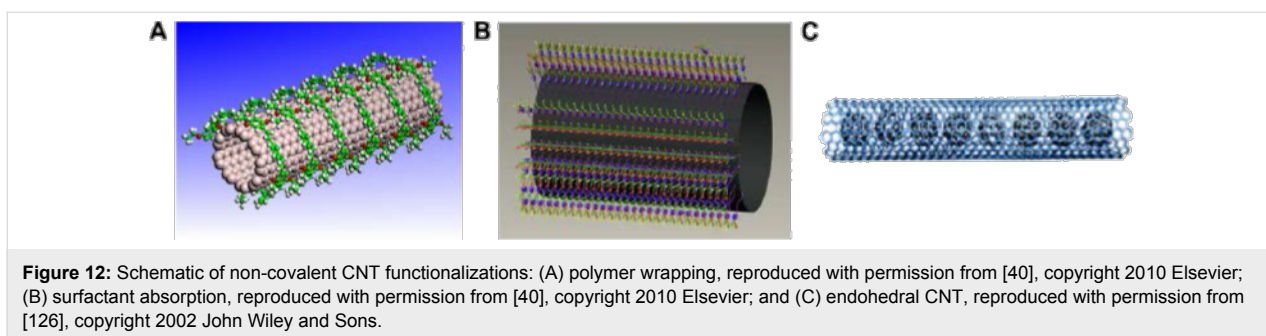 A B C
Figure 12: Schematic of non-covalent CNT functionalizations: (A) polymer wrapping, reproduced with permission from [40], copyright 2010 Elsevier;
(B) surfactant absorption, reproduced with permission from [40], copyright 2010 Elsevier; and (C) endohedral CNT, reproduced with permission from
[126], copyright 2002 John Wiley and Sons.